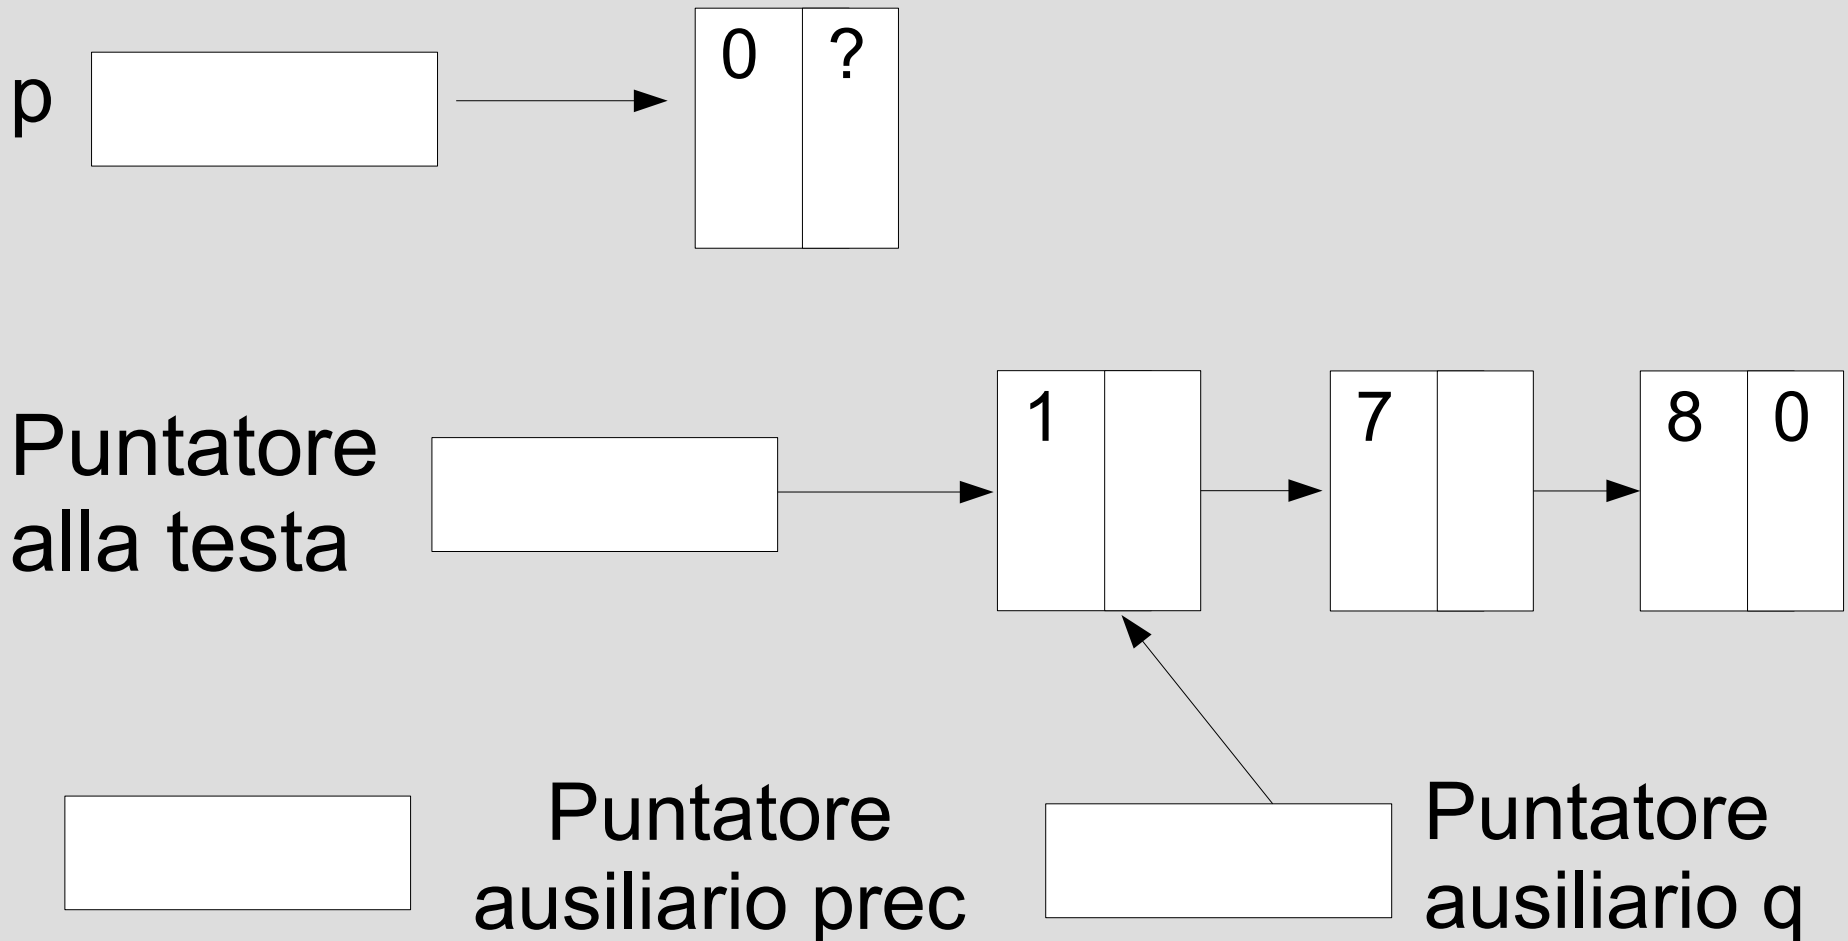 p 0 ?
Puntatore
alla testa
1 7 8 0
Puntatore
ausiliario prec
Puntatore
ausiliario q